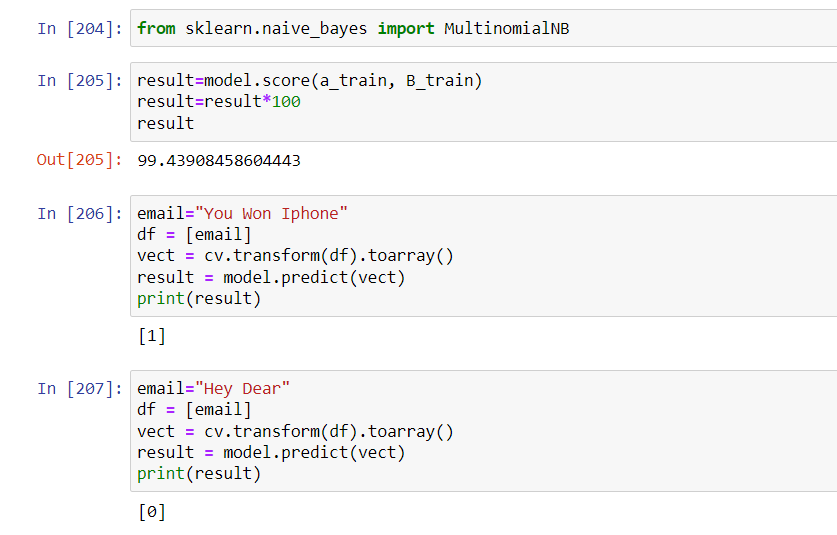 In [204]: from sklearn.naive_bayes import MultinomialNB
In [205]: result=model.score(a_train, B_train)
result=result*100
result
Out[205]: 99.43908458604443
In [206]: email="You Won Iphone"
df = [email]
vect = cv.transform(df).toarray()
result = model.predict(vect)
print(result)
[1]
In [207]: email="Hey Dear"
df = [email]
vect = cv.transform(df).toarray()
result = model.predict(vect)
print(result)
[0]